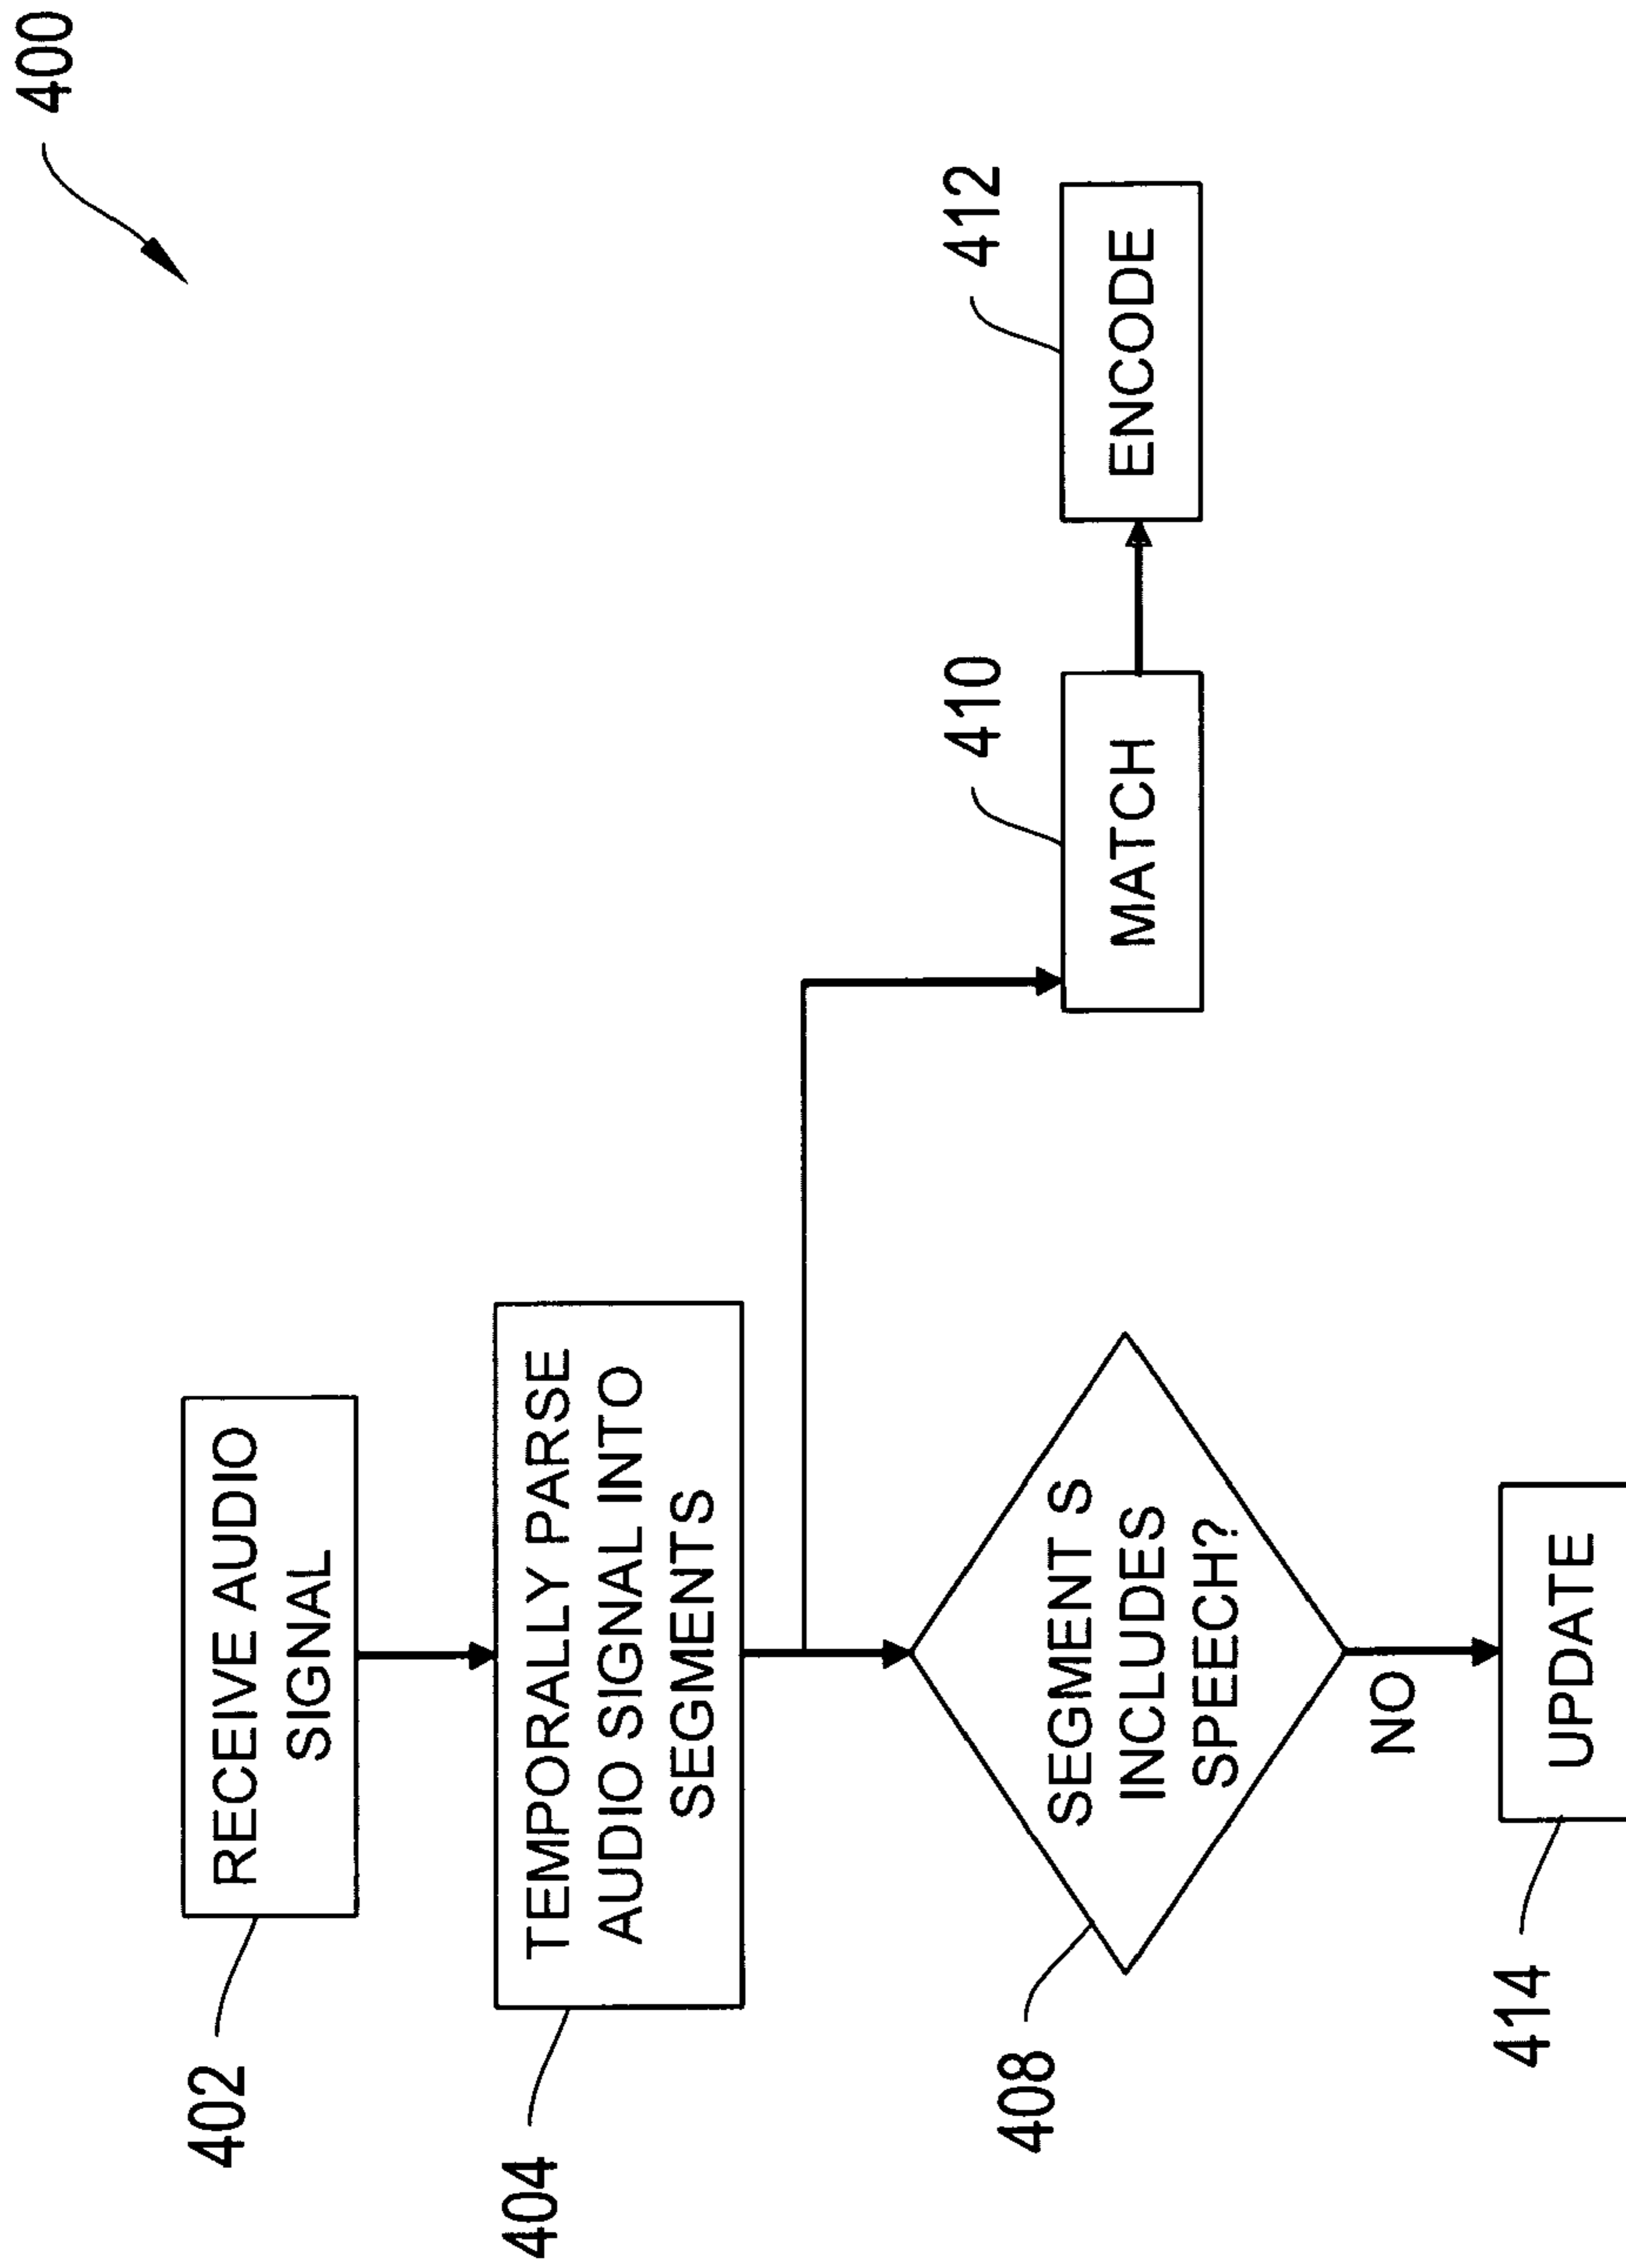 400
402
RECEIVE AUDIO
SIGNAL
404
TEMPORALLY PARSE
AUDIO SIGNAL INTO
SEGMENTS
408
SEGMENT S
INCLUDES
SPEECH?
NO
410
MATCH
412
ENCODE
414
UPDATE